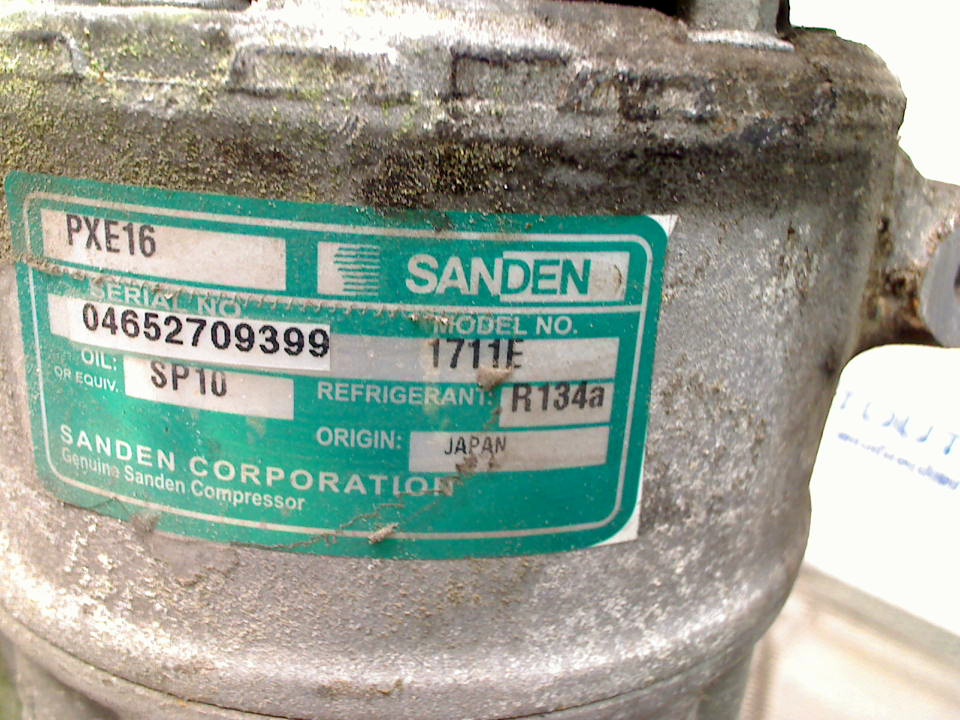 PXE16
SANDEN
SERIAL NO.
04652709399
MODEL NO.
1711E
OIL:
OR EQUIV.
SP10
REFRIGERANT:
R134a
ORIGIN:
JAPAN
SANDEN CORPORATION
Genuine Sanden Compressor